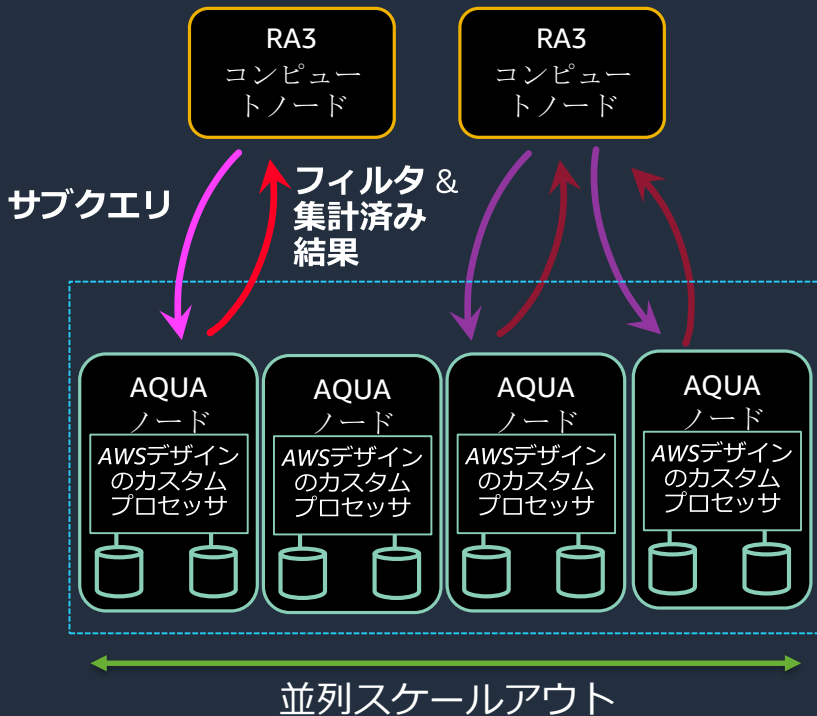 RA3
コンピュー
トノード
RA3
コンピュー
トノード
サブクエリ
フィルタ &
集計済み
結果
AQUA
ノード
AWSデザイン
のカスタム
プロセッサ
AQUA
ノード
AWSデザイン
のカスタム
プロセッサ
AQUA
ノード
AWSデザイン
のカスタム
プロセッサ
AQUA
ノード
AWSデザイン
のカスタム
プロセッサ
並列スケールアウト